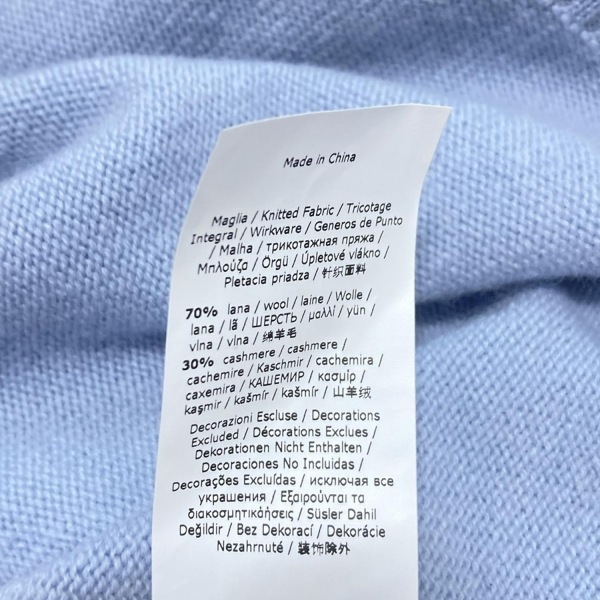 Made in China
Maglia / Knitted Fabric / Tricotage
Integral / Wirkware / Generos de Punto
/ Malha / трикотажная пряжа /
Μπλούζα / Örgü / Úpletové vlákno /
Pletacia priadza / 针织面料
70% lana / wool / laine / Wolle /
lana / lã / ШЕРСТЬ / μαλλί / yün /
vlna / vlna / 绵羊毛
30% cashmere / cashmere /
cachemire / Kaschmir / cachemira /
caxemira / КАШЕМИР / κασμίρ /
kaşmir / kašmír / kašmír / 山羊绒
Decorazioni Escluse / Decorations
Excluded / Décorations Exclues /
Dekorationen Nicht Enthalten /
Decoraciones No Incluidas /
Decorações Excluídas / исключая все
украшения / Εξαιρούνται τα
διακοσμητικάησεις / Süsler Dahil
Değildir / Bez Dekorací / Dekorácie
Nezahrnuté / 装饰除外